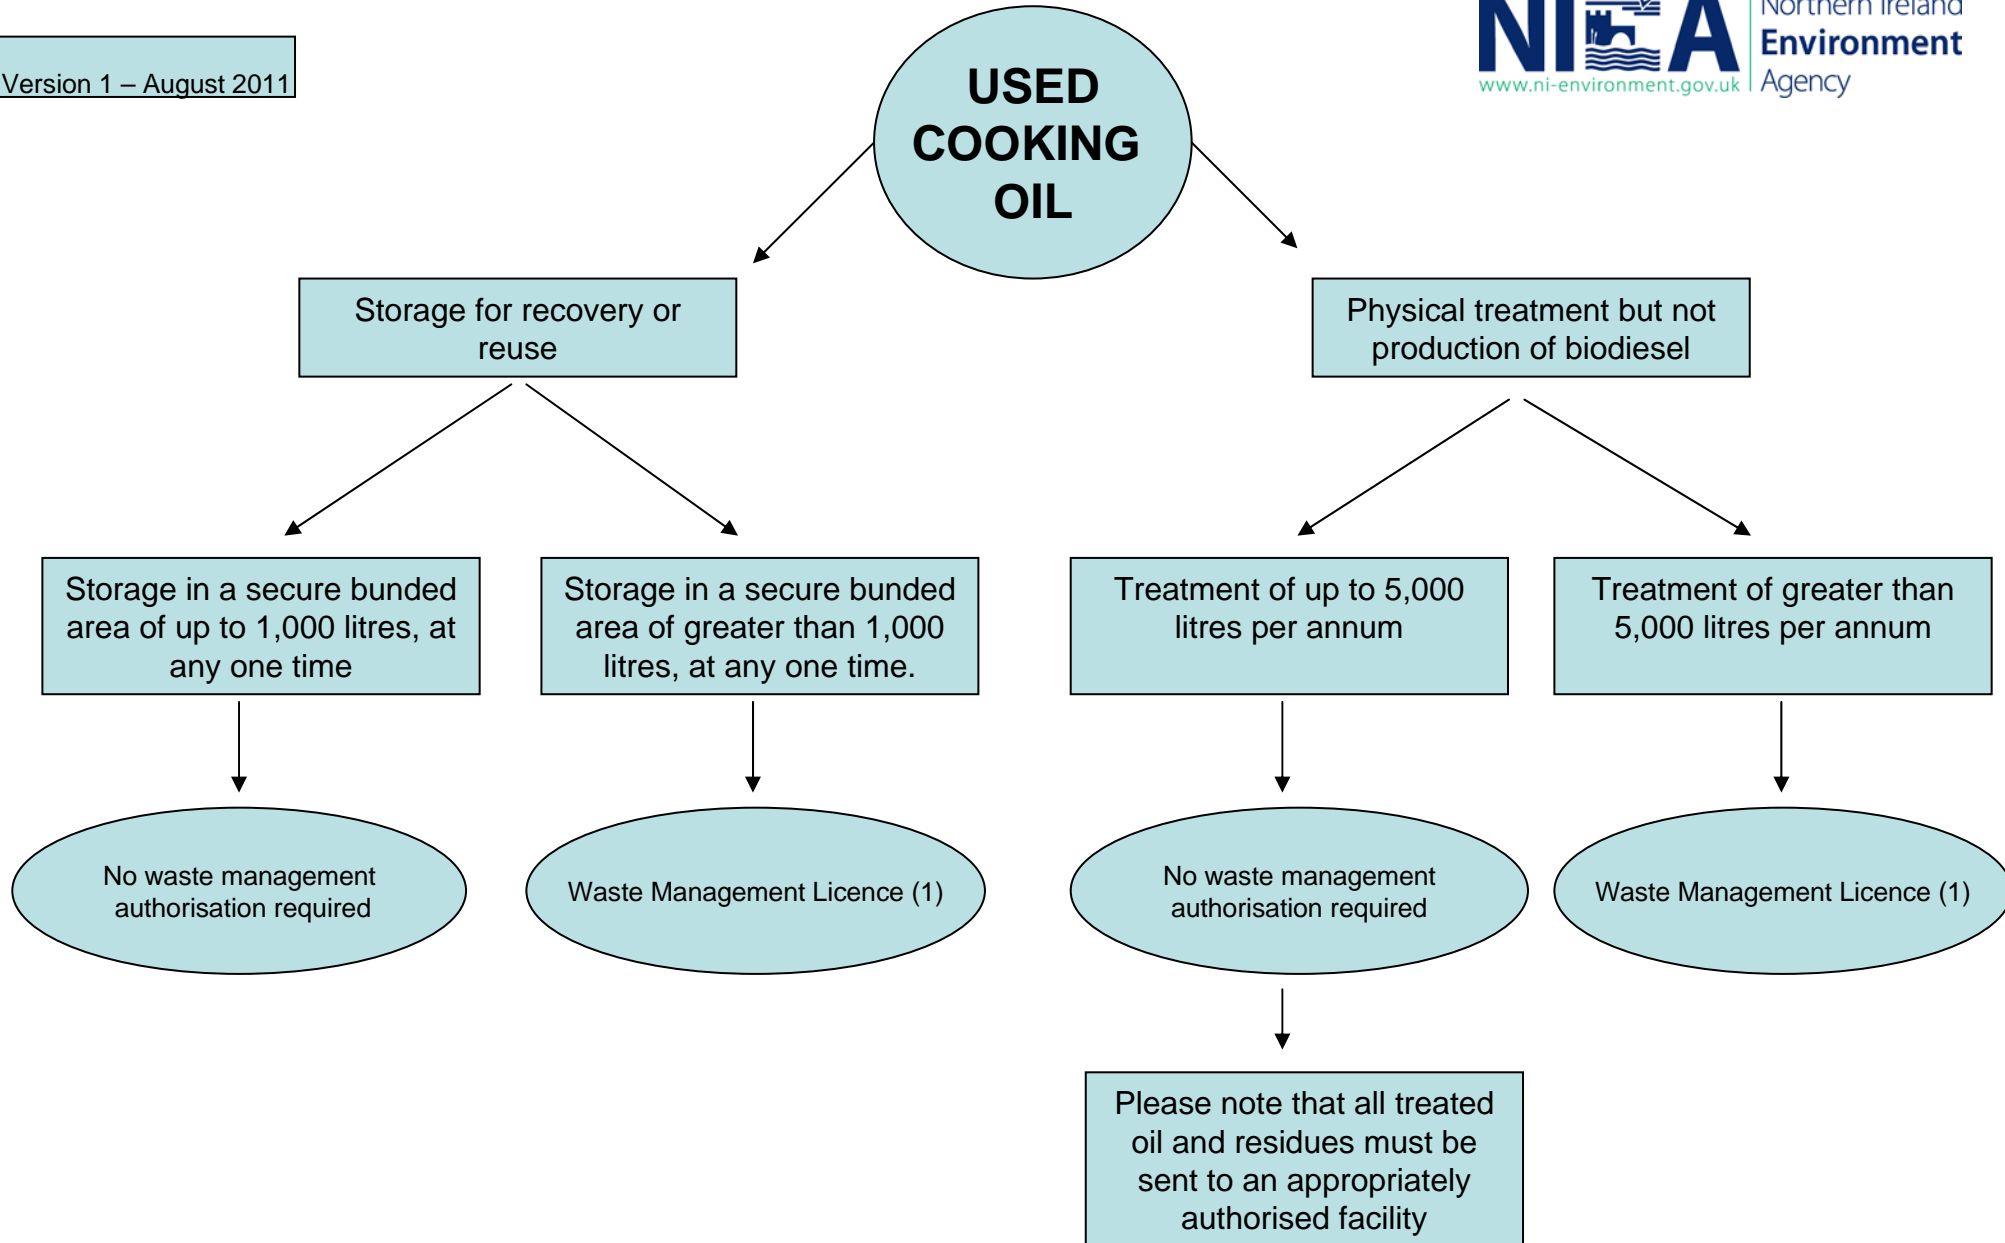 Version 1 – August 2011
NIEA
Northern Ireland
Environment
Agency
www.ni-environment.gov.uk
USED
COOKING
OIL
Storage for recovery or
reuse
Physical treatment but not
production of biodiesel
Storage in a secure bunded
area of up to 1,000 litres, at
any one time
Storage in a secure bunded
area of greater than 1,000
litres, at any one time.
Treatment of up to 5,000
litres per annum
Treatment of greater than
5,000 litres per annum
No waste management
authorisation required
Waste Management Licence (1)
No waste management
authorisation required
Waste Management Licence (1)
Please note that all treated
oil and residues must be
sent to an appropriately
authorised facility